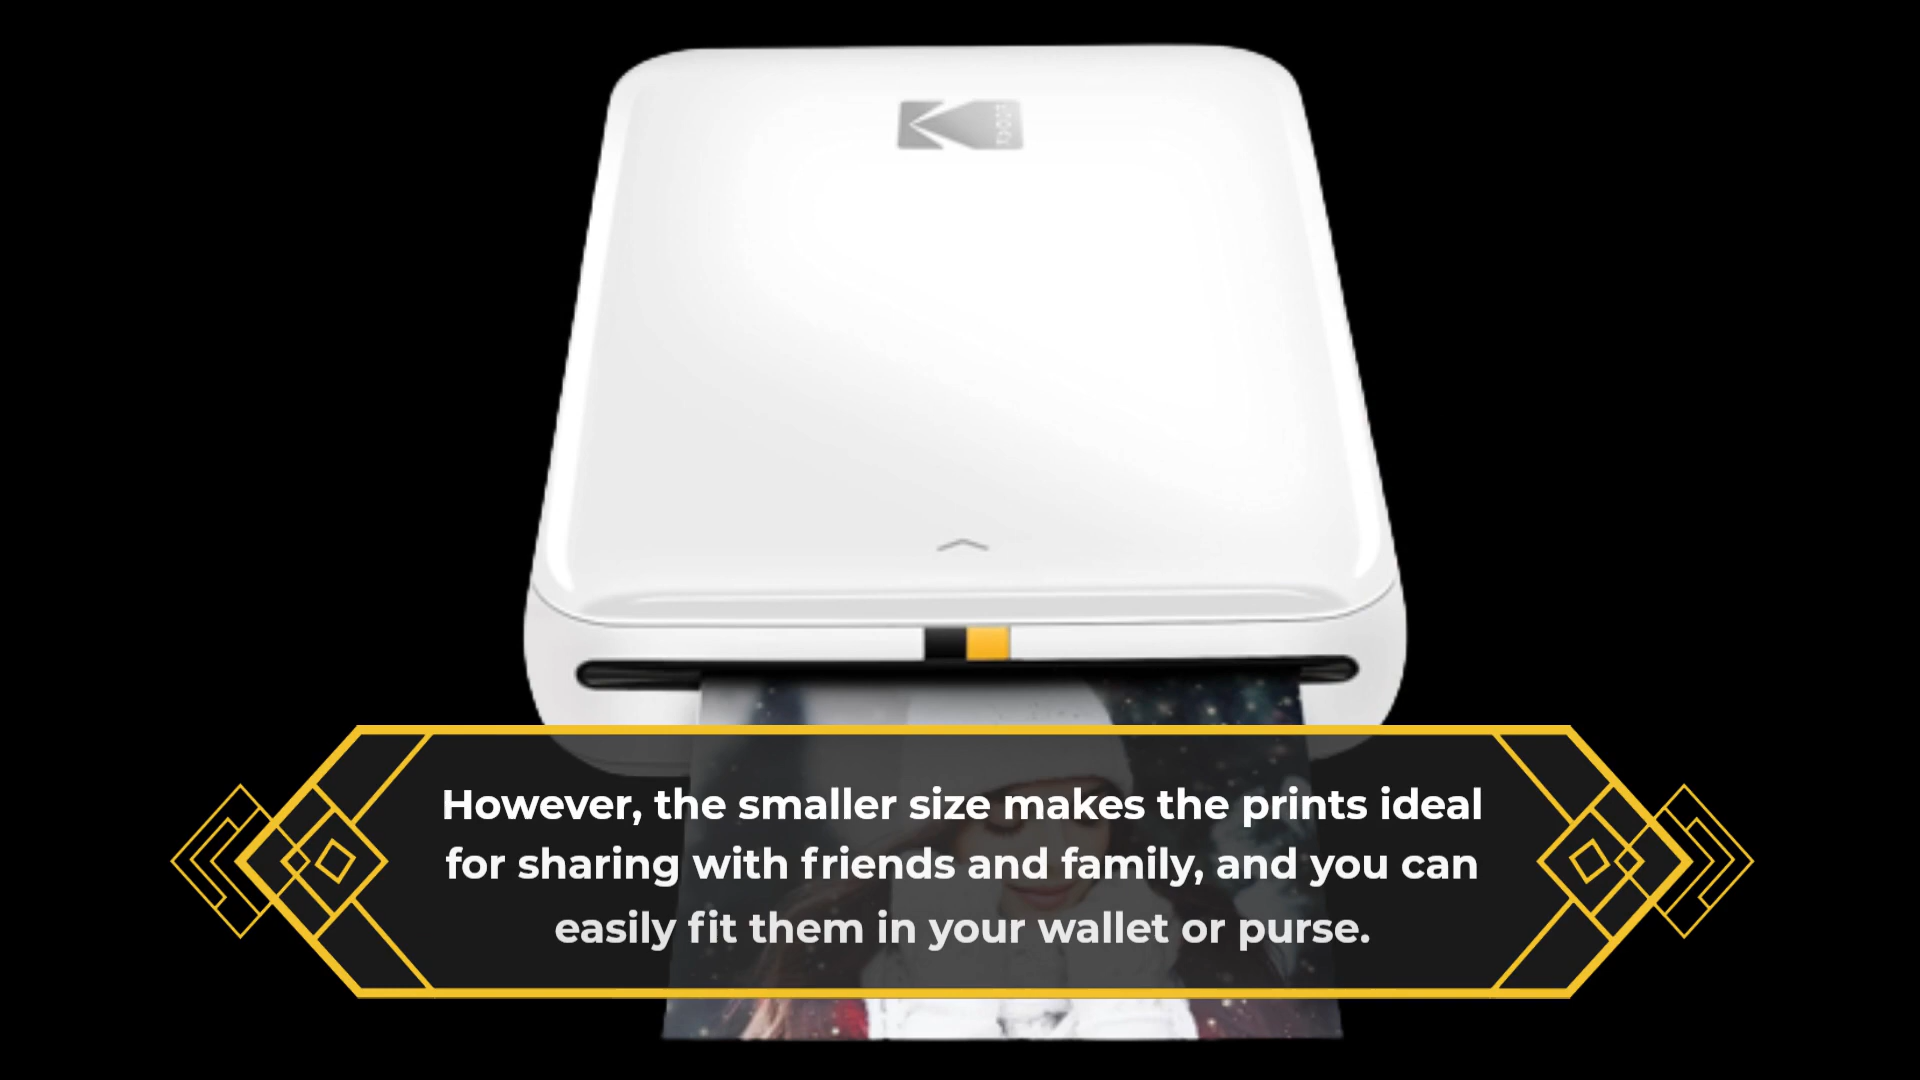 Kodak
However, the smaller size makes the prints ideal
for sharing with friends and family, and you can
easily fit them in your wallet or purse.